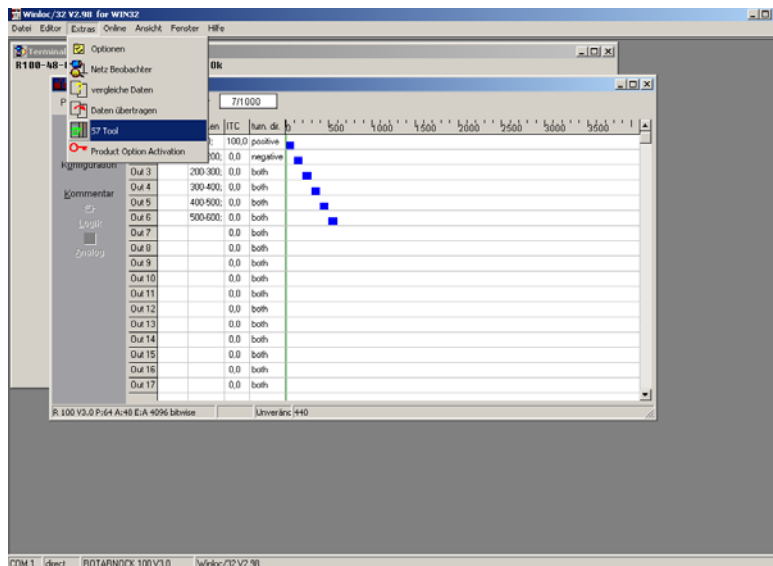 Winloc/32 V2.98 for WIN32
Datei Editor Extras Online Ansicht Fenster Hilfe
Terminal
R100-48- Ok
Optionen
Netz Beobachter
vergleiche Daten
Daten übertragen
S7 Tool
Product Option Activation
7/1000
ITC turn. dir. 0 500 1000 1500 2000 2500 3000 3500
100,0 positive
200; 0,0 negative
Konfiguration
Out 3 200-300; 0,0 both
Kommentar
Out 4 300-400; 0,0 both
Out 5 400-500; 0,0 both
Logik
Out 6 500-600; 0,0 both
Out 7 0,0 both
Analog
Out 8 0,0 both
Out 9 0,0 both
Out 10 0,0 both
Out 11 0,0 both
Out 12 0,0 both
Out 13 0,0 both
Out 14 0,0 both
Out 15 0,0 both
Out 16 0,0 both
Out 17 0,0 both
R 100 V3.0 P:64 A:48 E:A 4096 bitwise Unveränc 440
COM 1 direct ROTARNOCK 100 V3.0 Winloc/32 V2.98